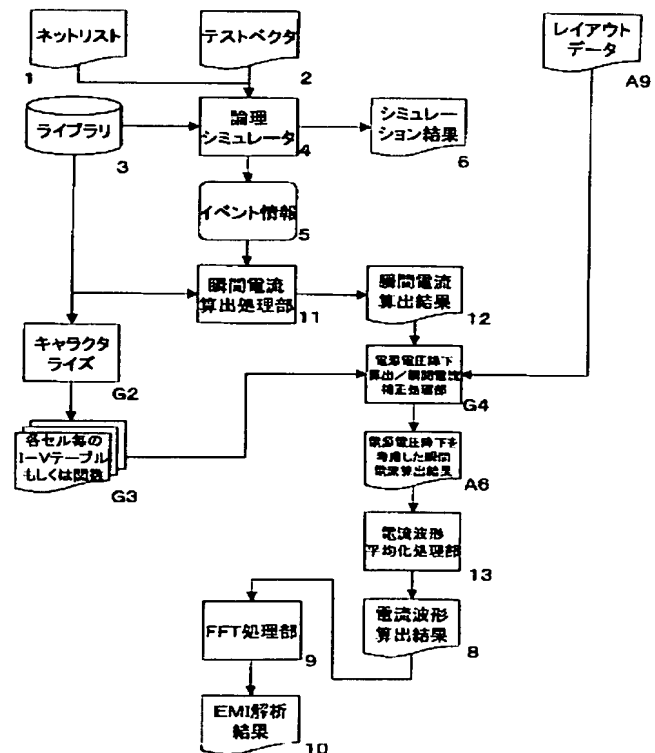 ネットリスト
1
テストベクタ
2
レイアウト
データ
A9
ライブラリ
3
論理
シミュレータ
4
シミュレー
ション結果
6
イベント情報
5
瞬間電流
算出処理部
11
瞬間電流
算出結果
12
キャラクタ
ライズ
G2
電源電圧降下
算出／瞬間電流
補正処理部
G4
各セル毎の
I−Vテーブル
もしくは関数
G3
電源電圧降下を
考慮した瞬間
電流算出結果
A6
電流波形
平均化処理部
13
電流波形
算出結果
8
FFT処理部
9
EMI解析
結果
10